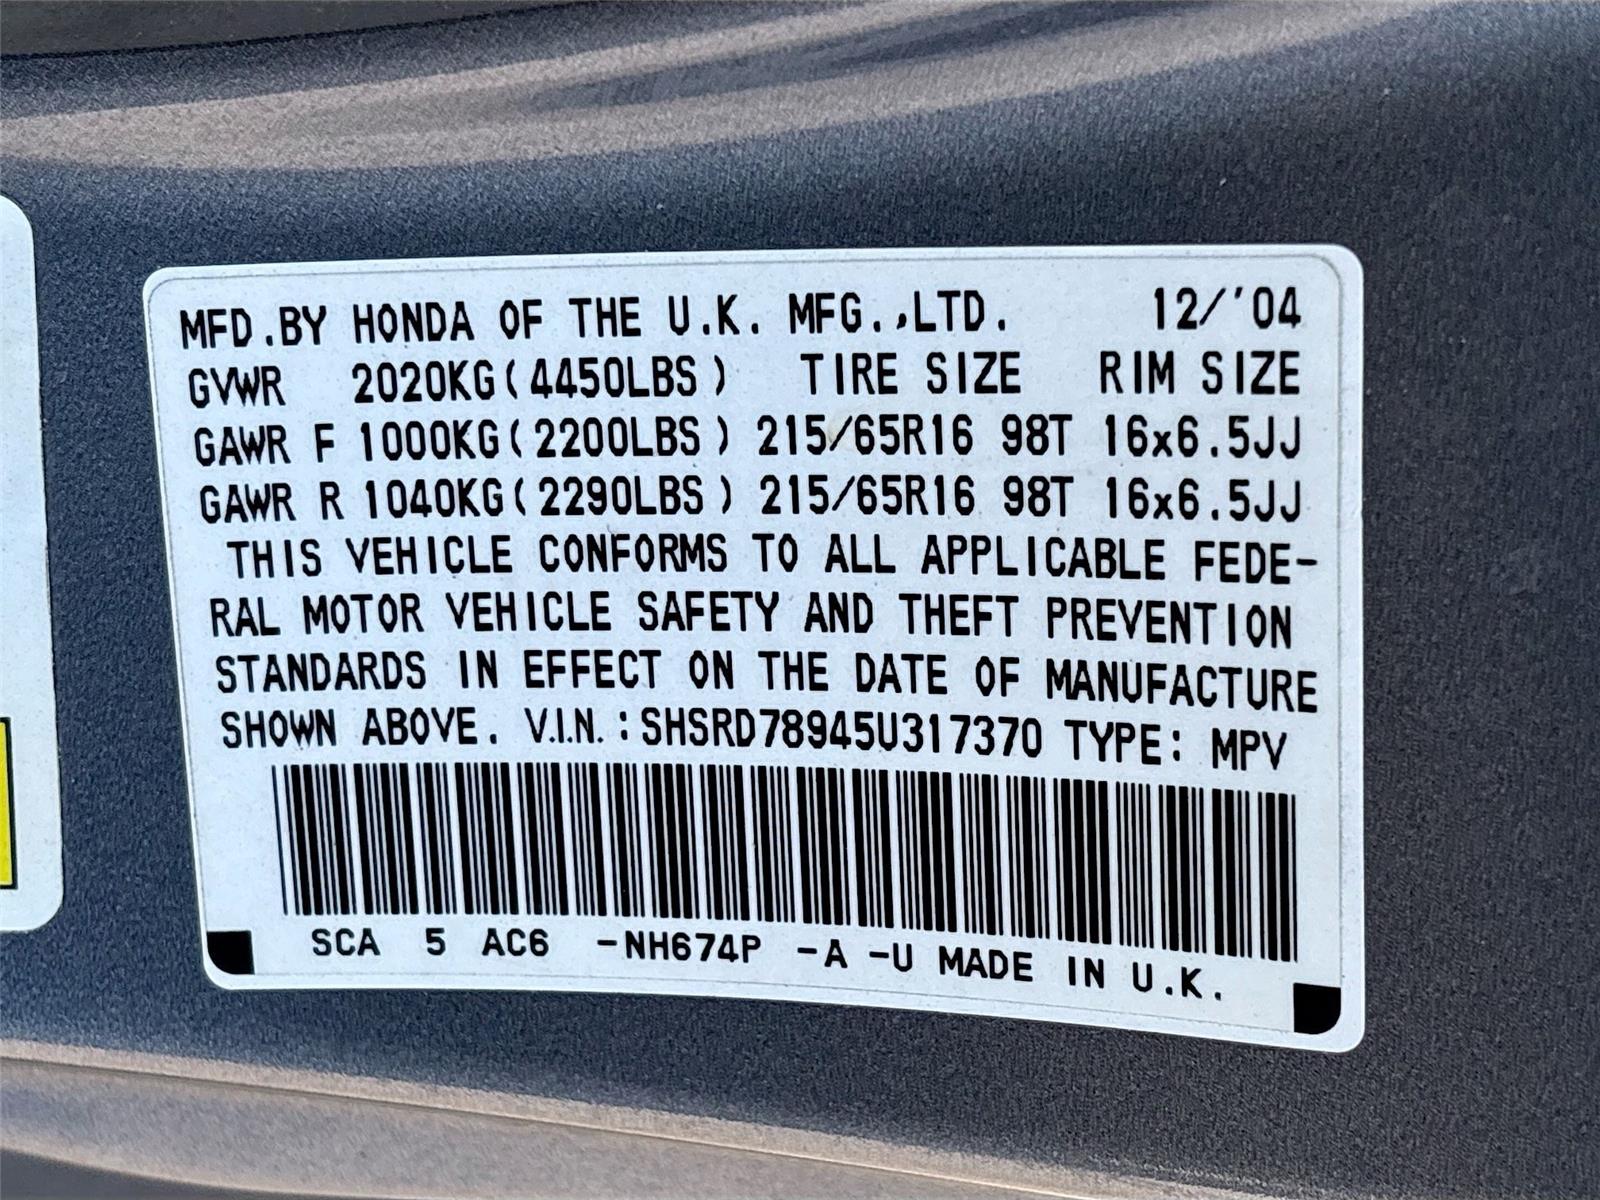 MFD.BY HONDA OF THE U.K. MFG.,LTD. 12/'04
GVWR 2020KG(4450LBS) TIRE SIZE RIM SIZE
GAWR F 1000KG(2200LBS) 215/65R16 98T 16x6.5JJ
GAWR R 1040KG(2290LBS) 215/65R16 98T 16x6.5JJ
THIS VEHICLE CONFORMS TO ALL APPLICABLE FEDE-
RAL MOTOR VEHICLE SAFETY AND THEFT PREVENTION
STANDARDS IN EFFECT ON THE DATE OF MANUFACTURE
SHOWN ABOVE. V.I.N.:SHSRD78945U317370 TYPE: MPV
SCA 5 AC6 -NH674P -A -U MADE IN U.K.